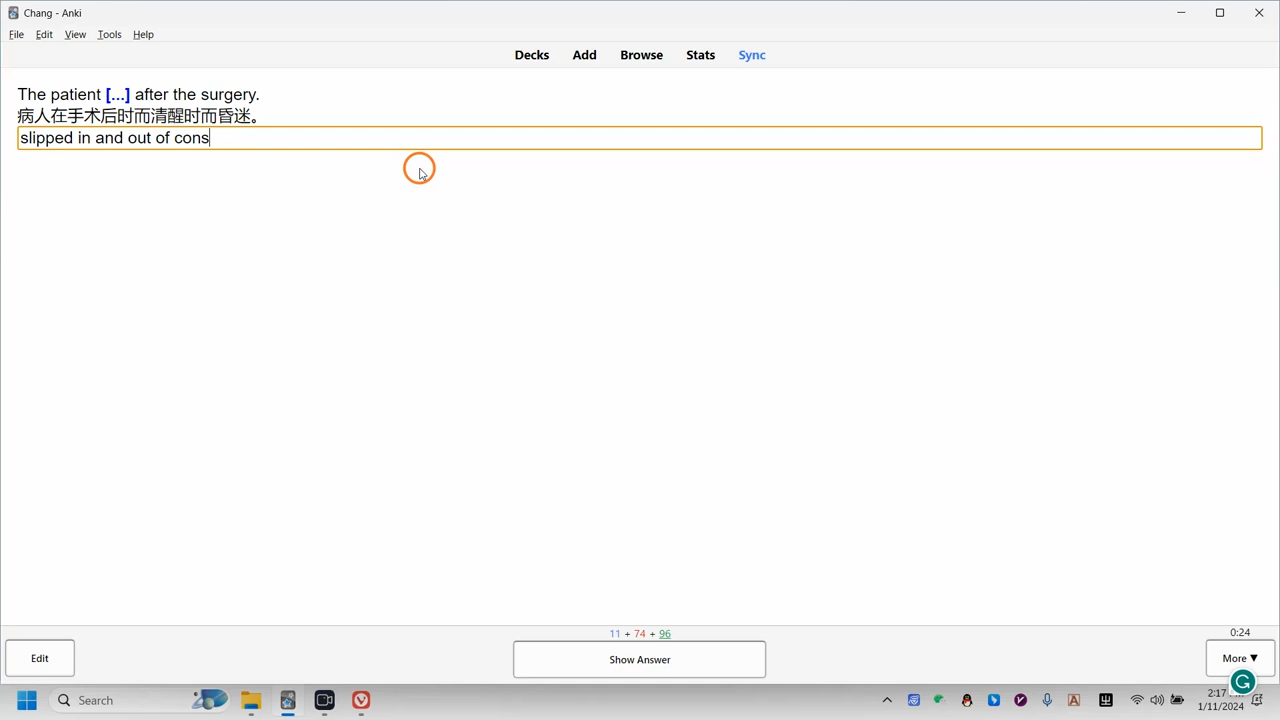 Chang - Anki
File Edit View Tools Help
Decks Add Browse Stats Sync
The patient [...] after the surgery.
病人在手术后时而清醒时而昏迷。
slipped in and out of cons
11 + 74 + 96
0:24
Edit
Show Answer
More ▼
Search
2:17
1/11/2024